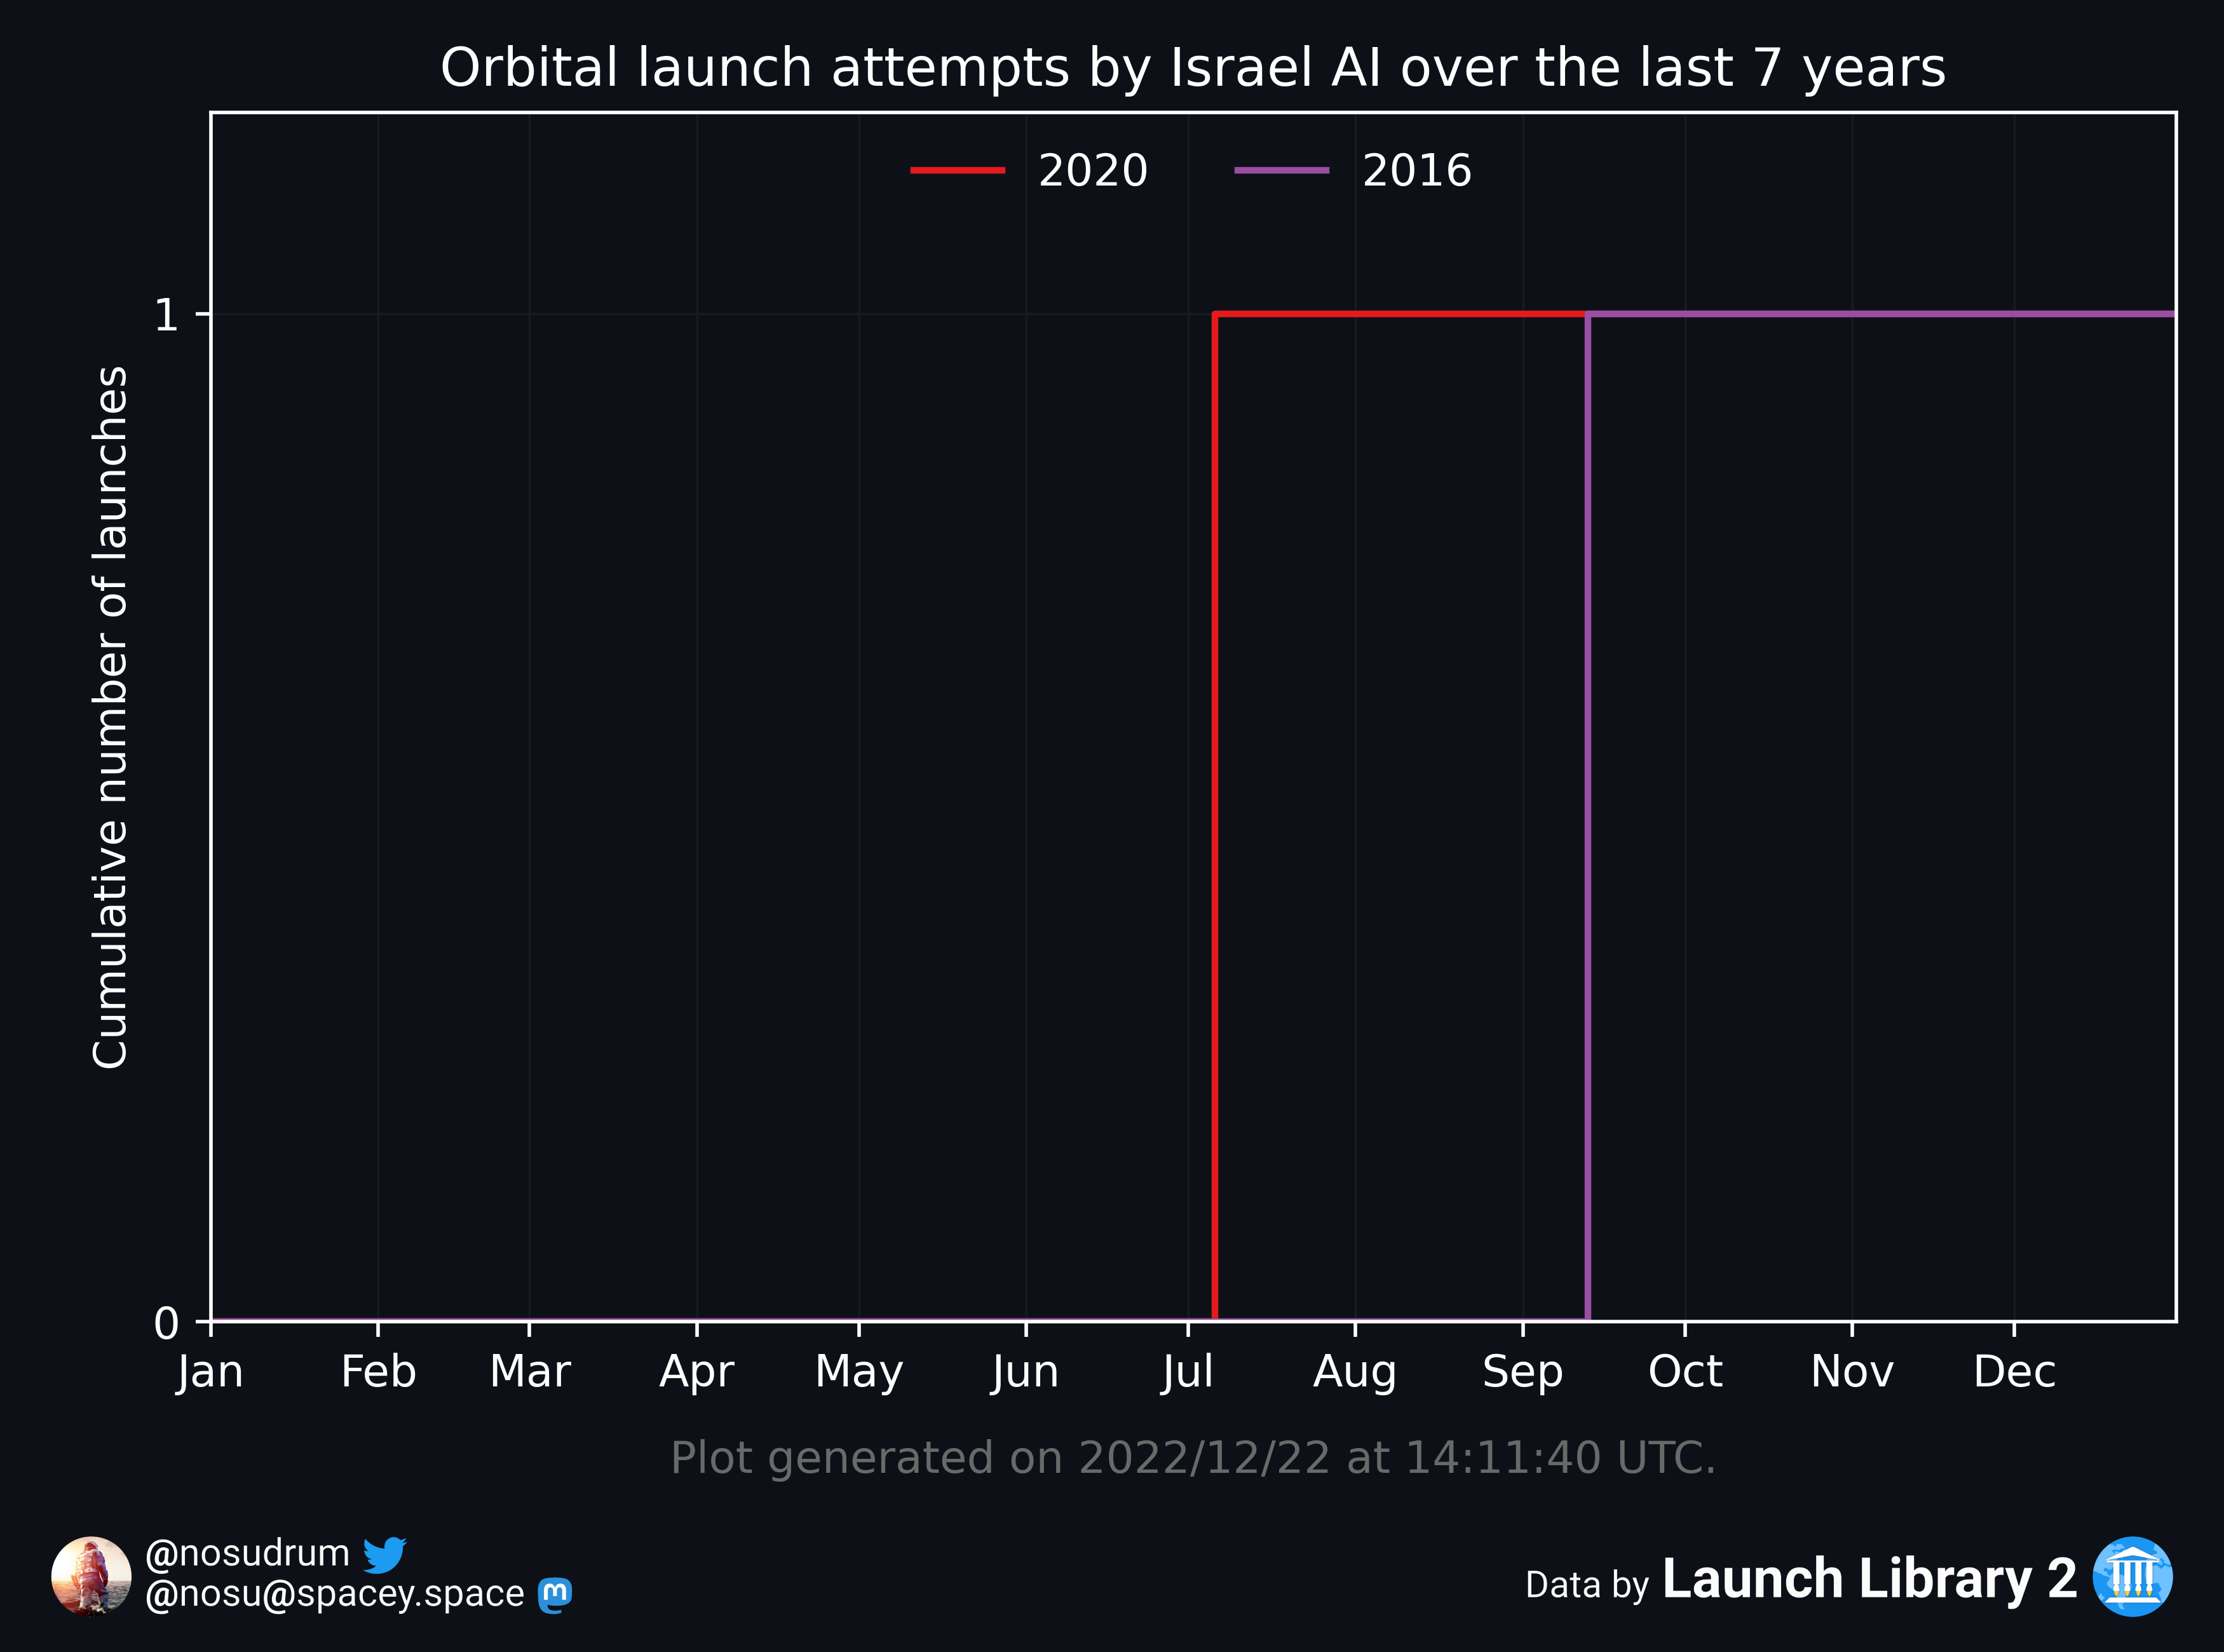 Orbital launch attempts by Israel AI over the last 7 years
2020 2016
Cumulative number of launches
1
0
Jan Feb Mar Apr May Jun Jul Aug Sep Oct Nov Dec
Plot generated on 2022/12/22 at 14:11:40 UTC.
@nosudrum
@nosu@spacey.space
Data by Launch Library 2